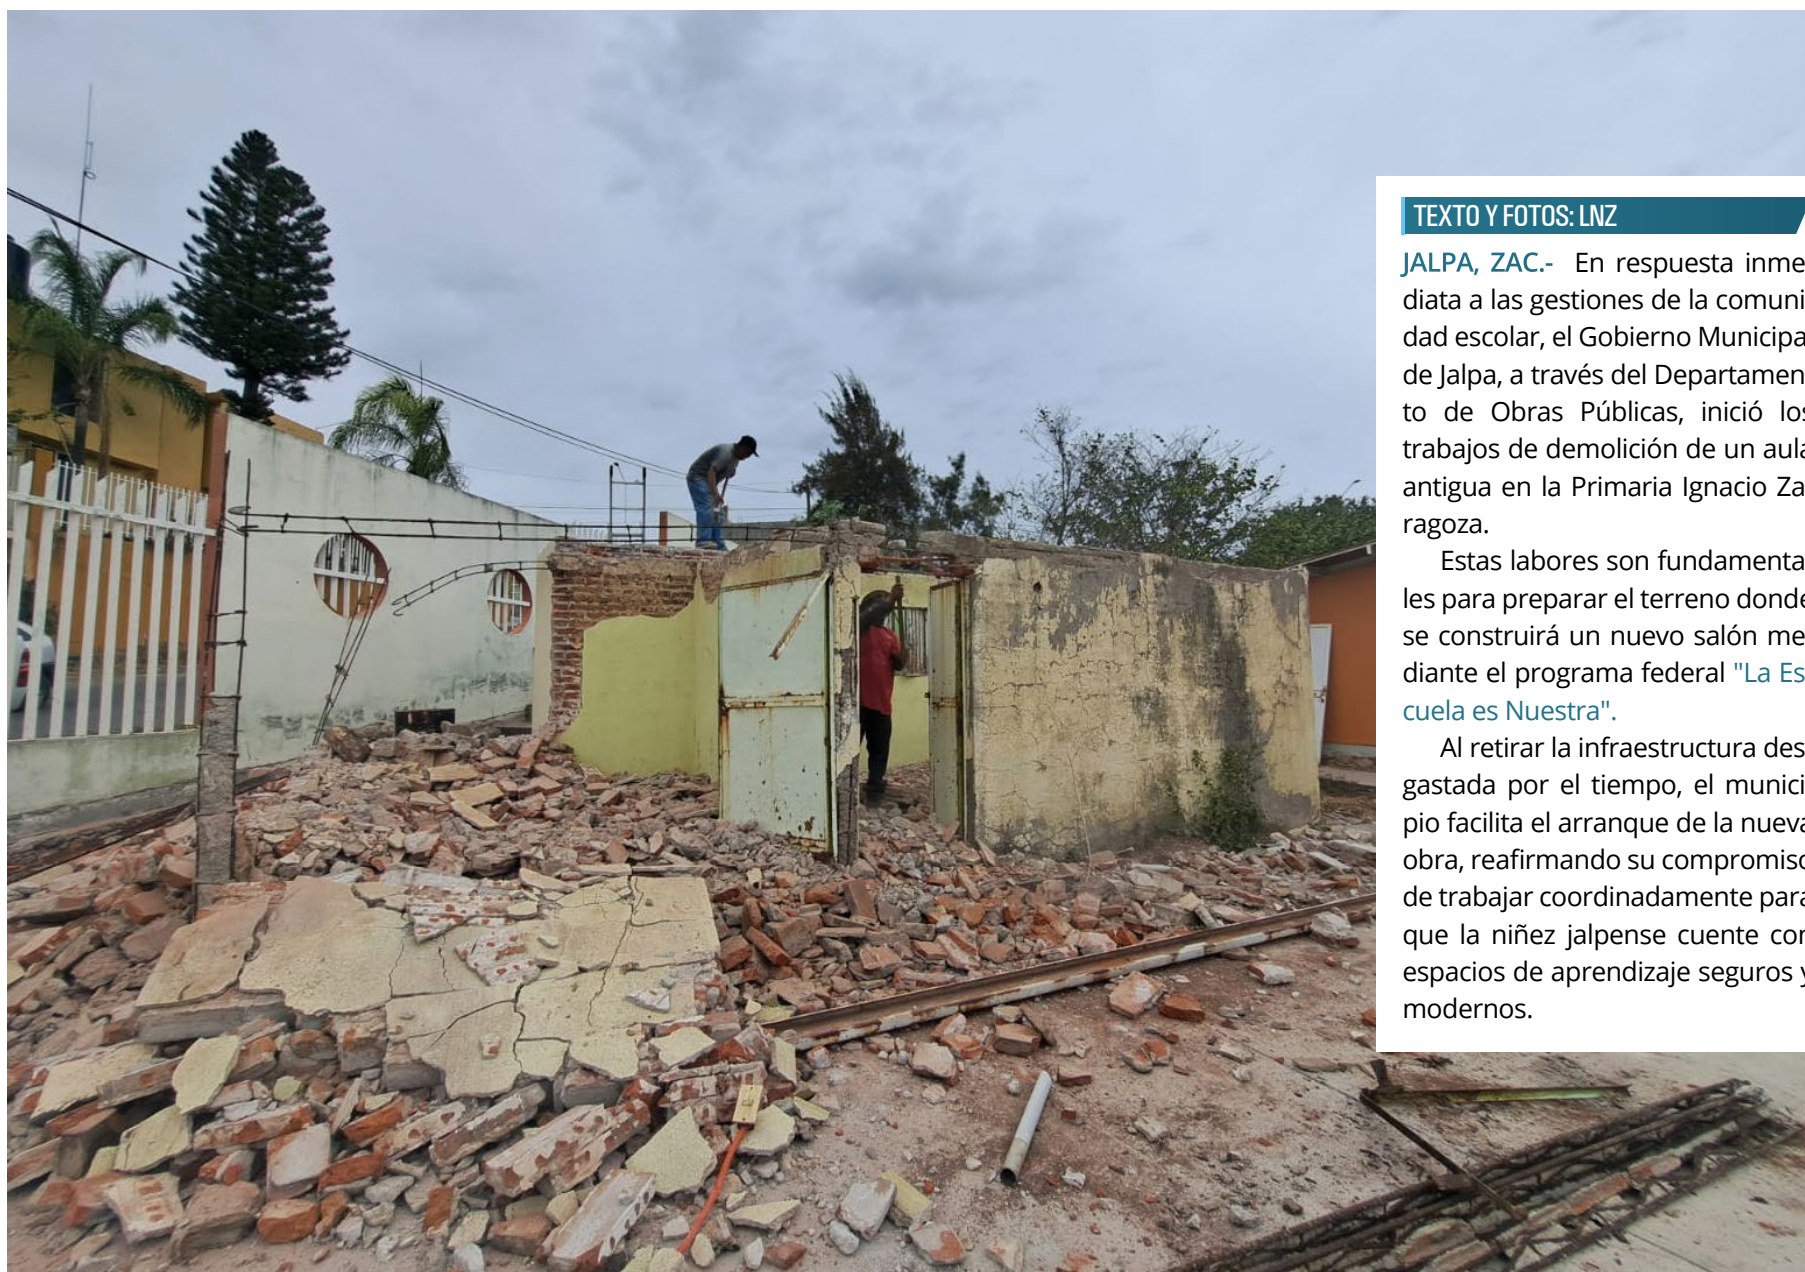 TEXTO Y FOTOS: LNZ
JALPA, ZAC.- En respuesta inme
diata a las gestiones de la comuni
dad escolar, el Gobierno Municipa
de Jalpa, a través del Departamen
to de Obras Públicas, inició los
trabajos de demolición de un aula
antigua en la Primaria Ignacio Za
ragoza.
Estas labores son fundamenta
les para preparar el terreno donde
se construirá un nuevo salón me
diante el programa federal "La Es
cuela es Nuestra".
Al retirar la infraestructura des
gastada por el tiempo, el munici
pio facilita el arranque de la nueva
obra, reafirmando su compromiso
de trabajar coordinadamente para
que la niñez jalpense cuente con
espacios de aprendizaje seguros y
modernos.